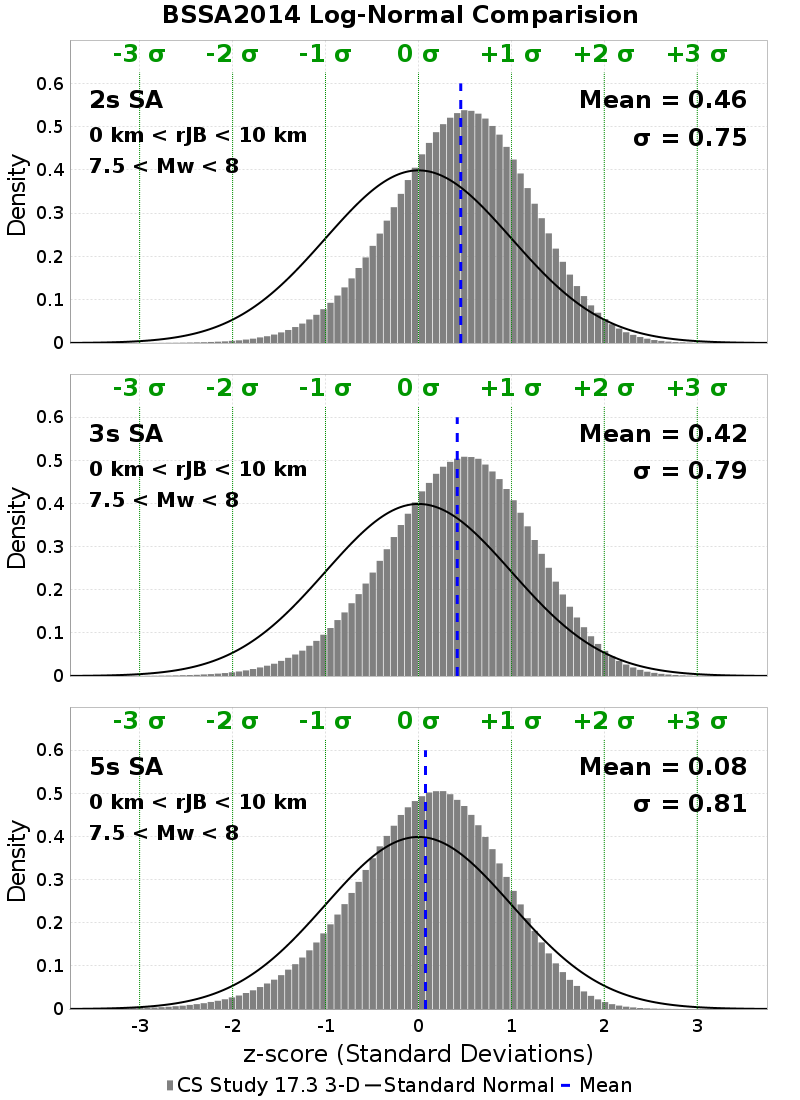 BSSA2014 Log-Normal Comparision
-3 σ -2 σ -1 σ 0 σ +1 σ +2 σ +3 σ
0.6
2s SA Mean = 0.46
0.5
0 km < rJB < 10 km σ = 0.75
7.5 < Mw < 8
0.4
Density
0.3
0.2
0.1
0
-3 σ -2 σ -1 σ 0 σ +1 σ +2 σ +3 σ
0.6
3s SA Mean = 0.42
0.5
0 km < rJB < 10 km σ = 0.79
7.5 < Mw < 8
0.4
Density
0.3
0.2
0.1
0
-3 σ -2 σ -1 σ 0 σ +1 σ +2 σ +3 σ
0.6
5s SA Mean = 0.08
0.5
0 km < rJB < 10 km σ = 0.81
7.5 < Mw < 8
0.4
Density
0.3
0.2
0.1
0
-3 -2 -1 0 1 2 3
z-score (Standard Deviations)
CS Study 17.3 3-D Standard Normal Mean